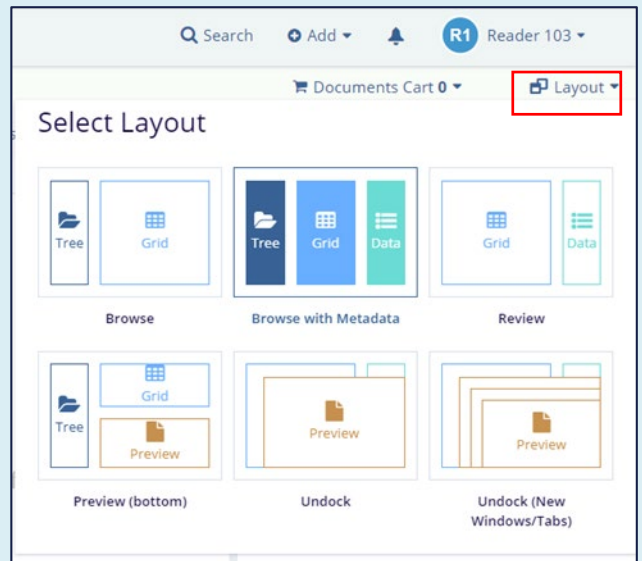 Search Add R1 Reader 103
Documents Cart 0 Layout
Select Layout
Tree Grid
Tree Grid Data
Grid Data
Browse
Browse with Metadata
Review
Tree Grid
Preview
Preview
Preview
Preview (bottom)
Undock
Undock (New
Windows/Tabs)